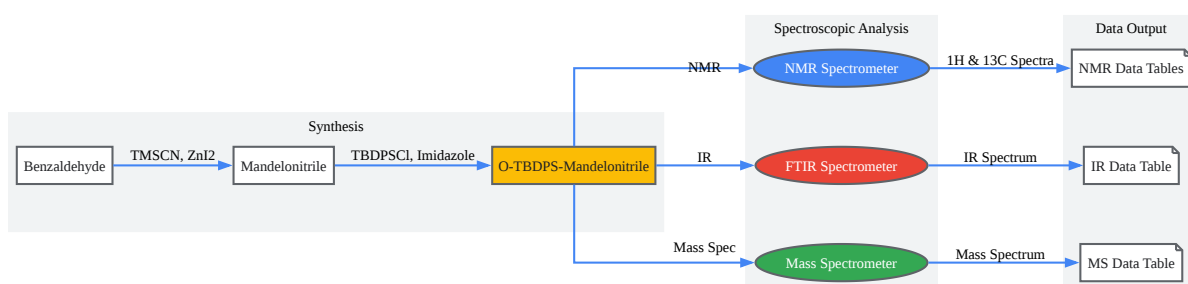 Spectroscopic Analysis
Data Output
NMR
NMR Spectrometer
1H & 13C Spectra
NMR Data Tables
Synthesis
Benzaldehyde
TMSCN, ZnI2
Mandelonitrile
TBDPSCl, Imidazole
O-TBDPS-Mandelonitrile
IR
FTIR Spectrometer
IR Spectrum
IR Data Table
Mass Spec
Mass Spectrometer
Mass Spectrum
MS Data Table